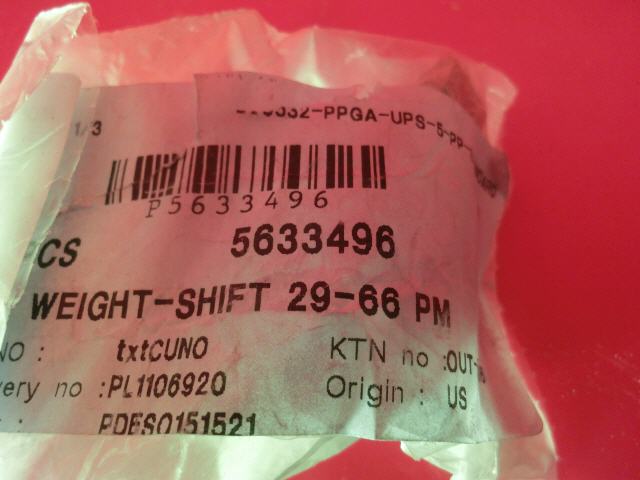 1/3
-PPGA-UPS-5-PP-
P5633496
CS 5633496
WEIGHT-SHIFT 29-66 PM
NO : txtCUNO KTN no :OUT-
very no :PL1106920 Origin : US
: PDES0151521